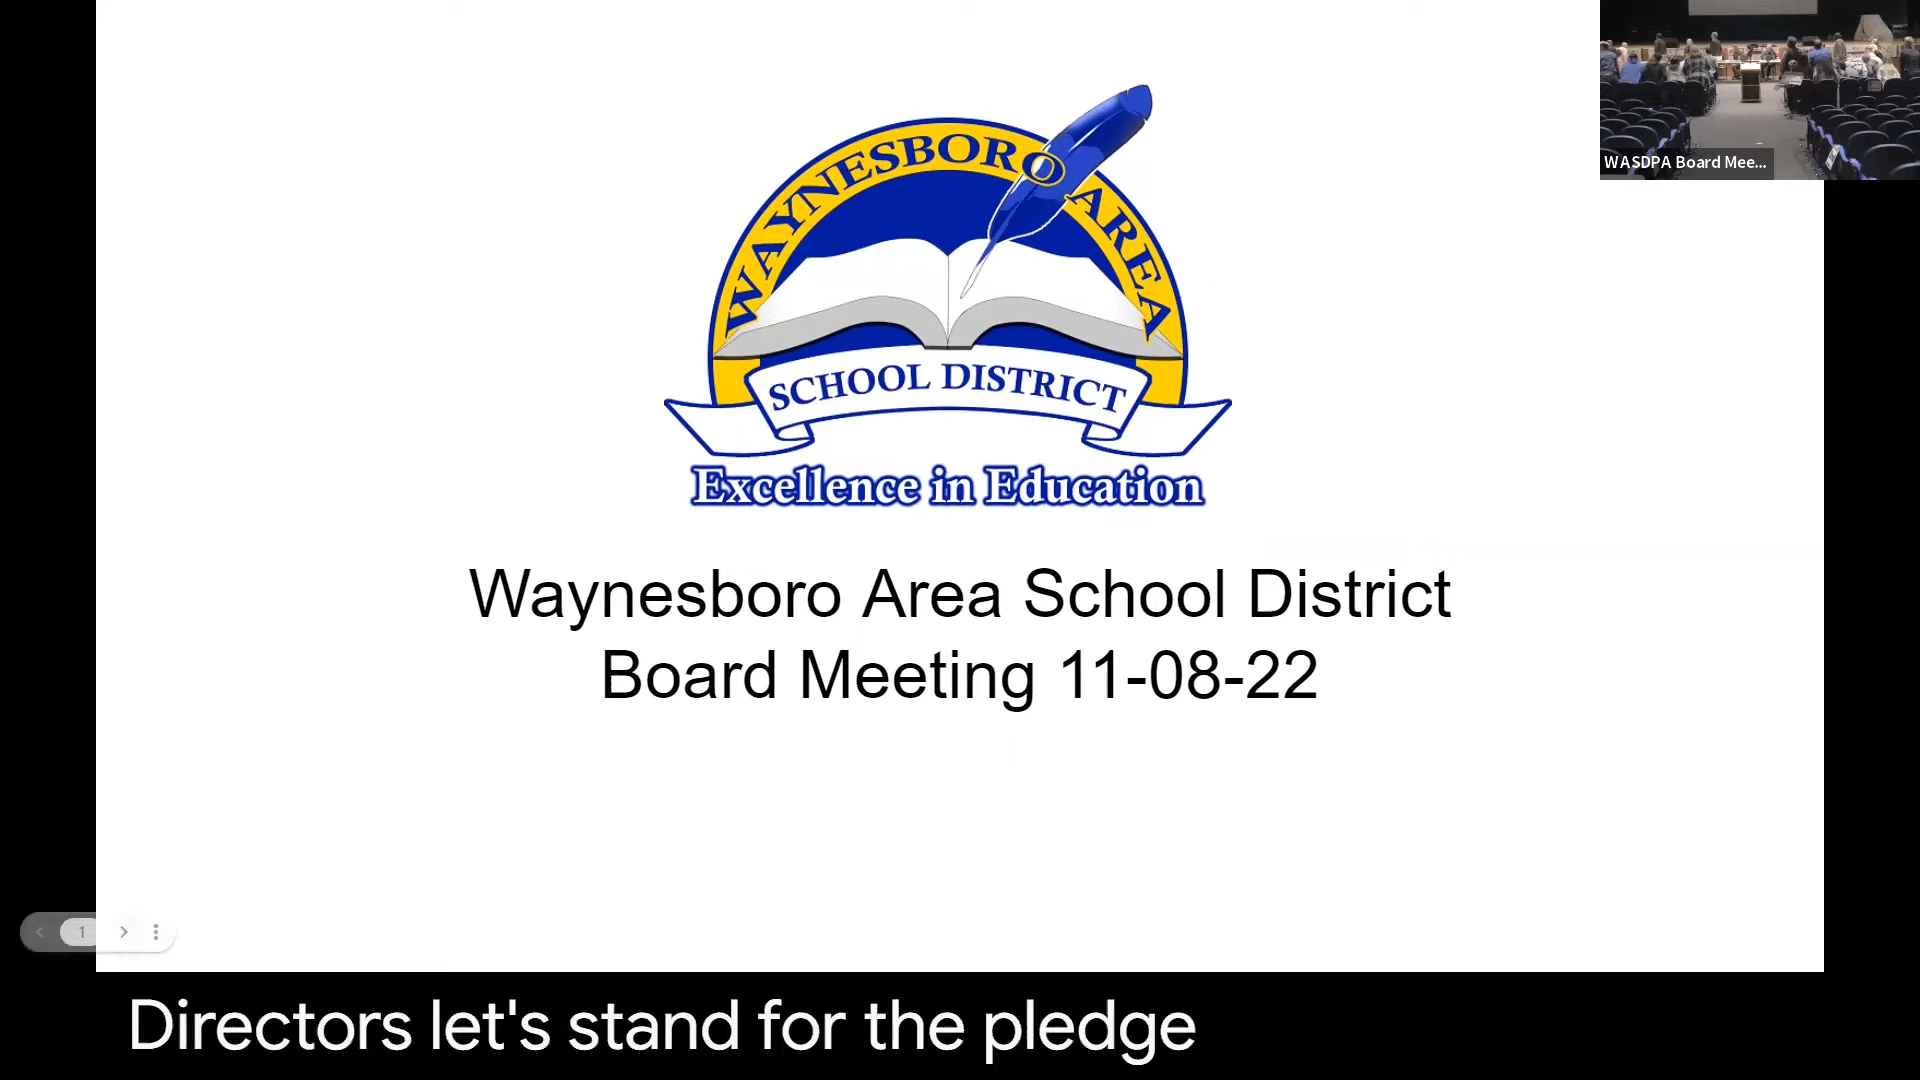 WAYNESBORO AREA
SCHOOL DISTRICT
Excellence in Education
Waynesboro Area School District
Board Meeting 11-08-22
WASDPA Board Mee...
1
Directors let's stand for the pledge